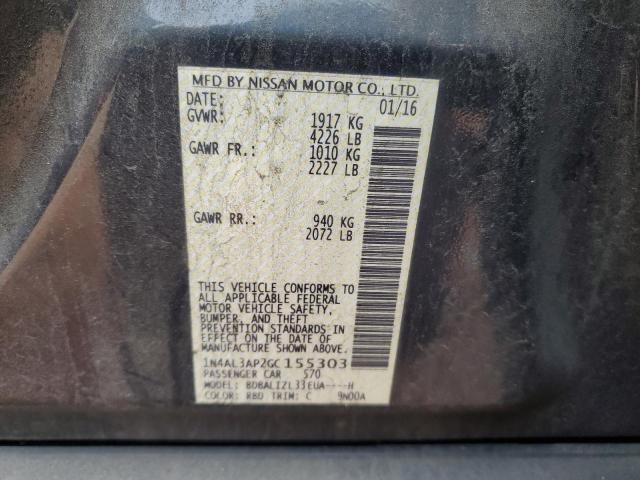 MFD BY NISSAN MOTOR CO., LTD.
DATE: 01/16
GVWR: 1917 KG
4226 LB
GAWR FR.: 1010 KG
2227 LB
GAWR RR.: 940 KG
2072 LB
THIS VEHICLE CONFORMS TO
ALL APPLICABLE FEDERAL
MOTOR VEHICLE SAFETY,
BUMPER, AND THEFT
PREVENTION STANDARDS IN
EFFECT ON THE DATE OF
MANUFACTURE SHOWN ABOVE.
1N4AL3AP2GC155303
PASSENGER CAR 570
MODEL: BDBALIZL33EUA----H
COLOR: RBD TRIM: C 9N00A